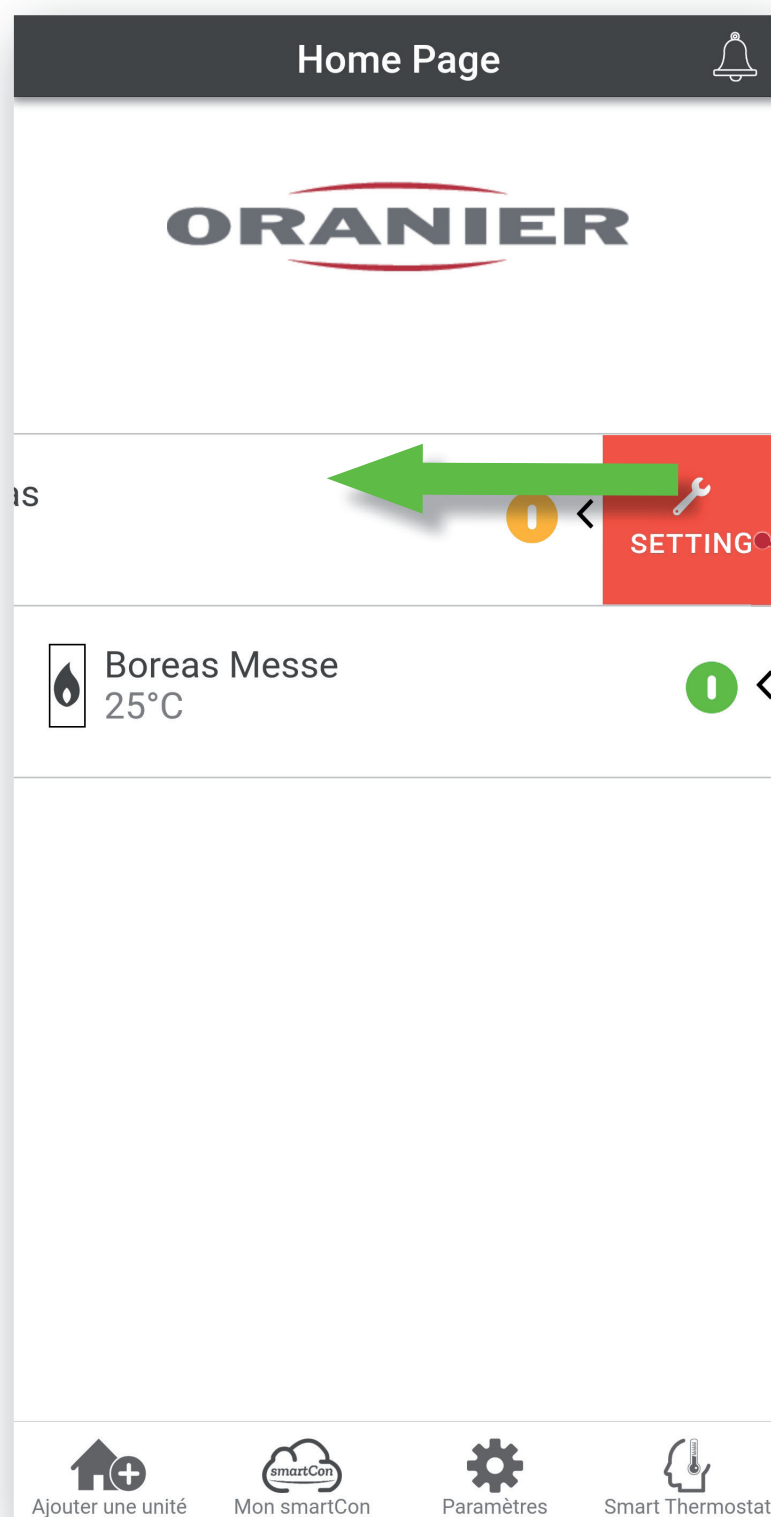 Home Page
ORANIER
as
SETTING
Boreas Messe
25°C
smartCon
Ajouter une unité
Mon smartCon
Paramètres
Smart Thermostat